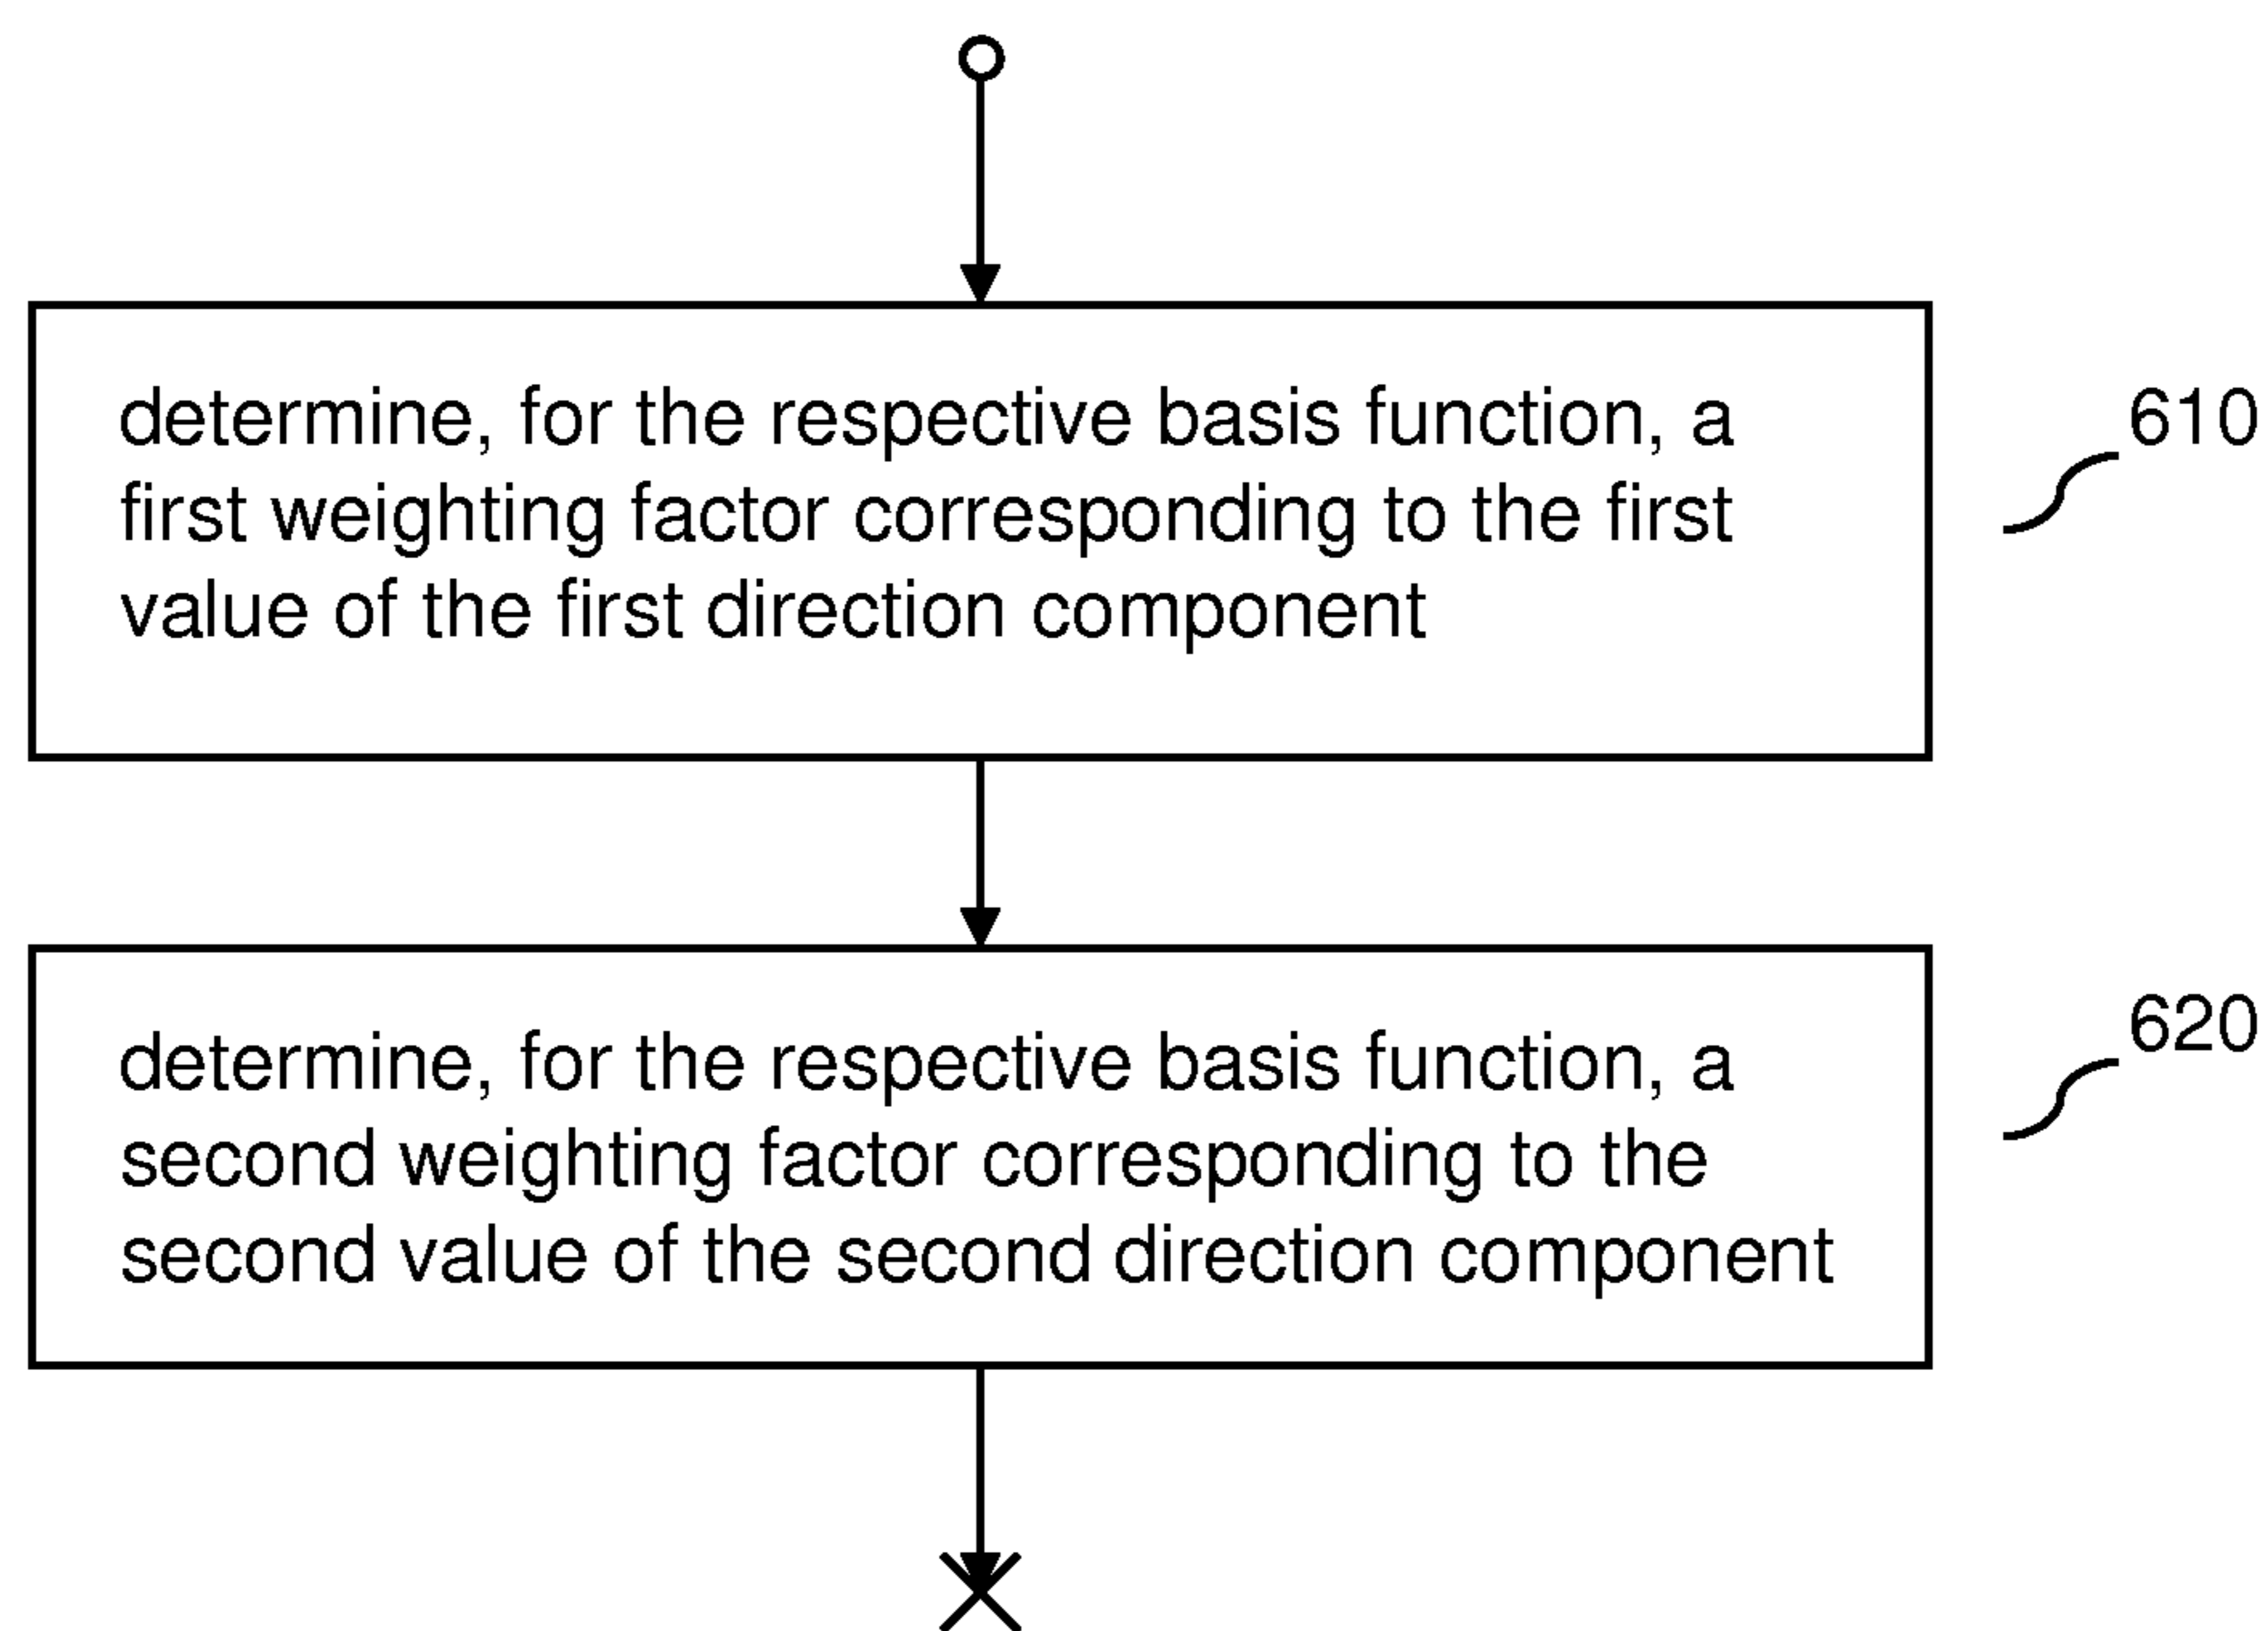 determine, for the respective basis function, a
first weighting factor corresponding to the first
value of the first direction component
610
determine, for the respective basis function, a
second weighting factor corresponding to the
second value of the second direction component
620